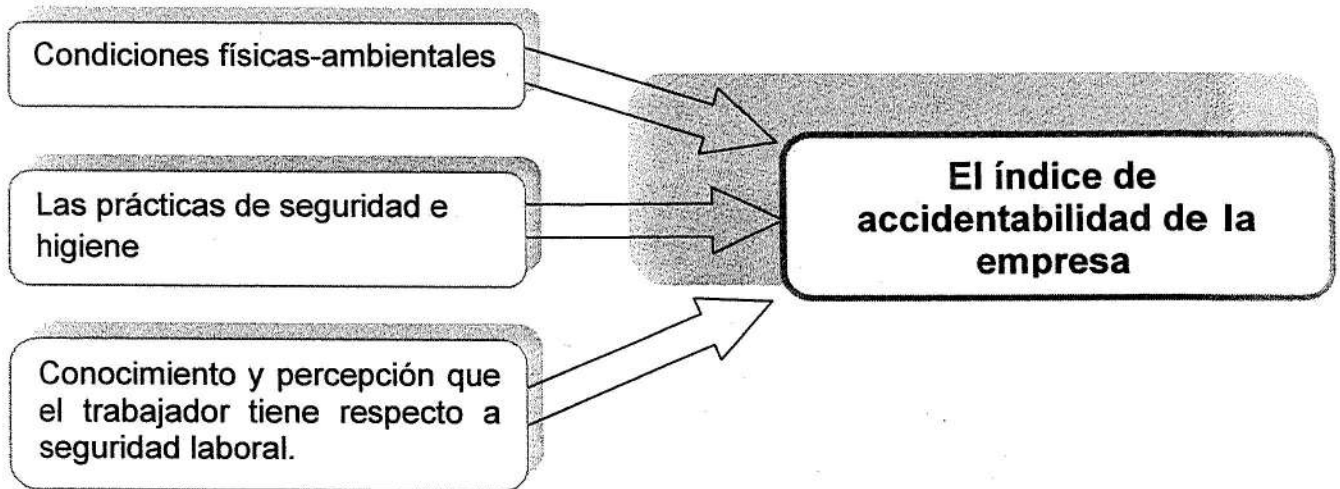 Condiciones físicas-ambientales
Las prácticas de seguridad e
higiene
Conocimiento y percepción que
el trabajador tiene respecto a
seguridad laboral.
El índice de
accidentabilidad de la
empresa